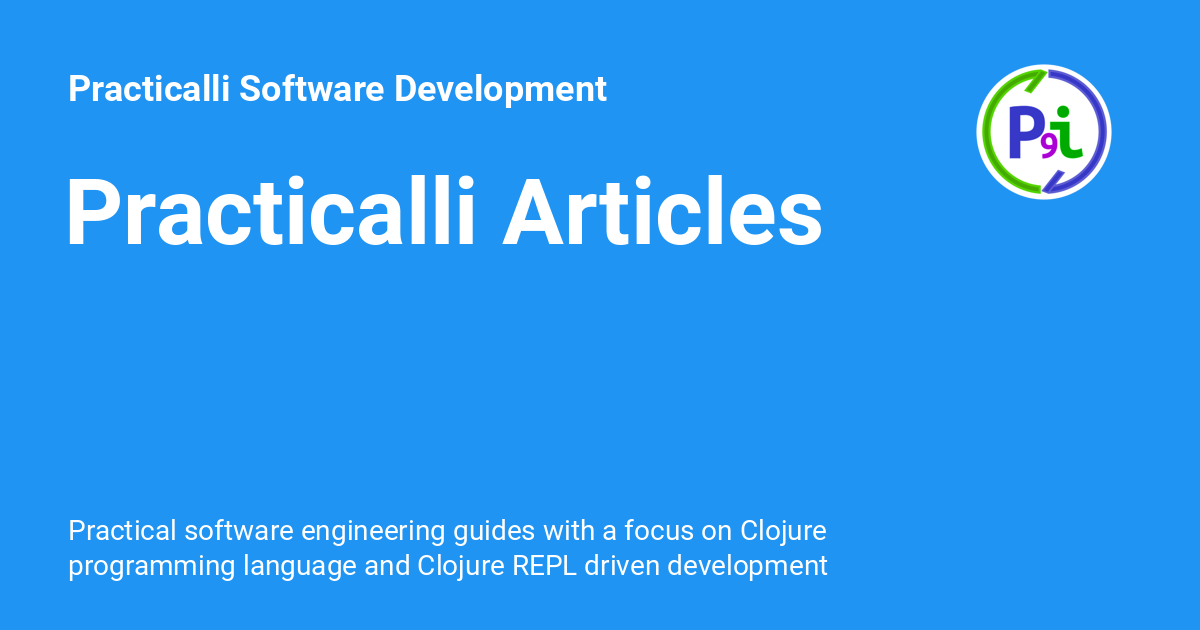 Practicalli Software Development
P9i
Practicalli Articles
Practical software engineering guides with a focus on Clojure
programming language and Clojure REPL driven development